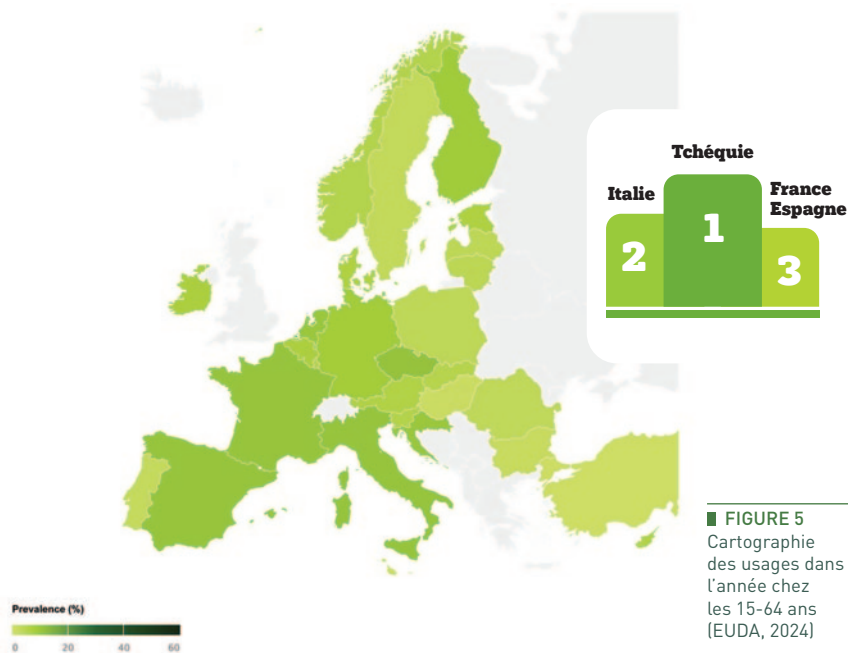 Tchéquie
Italie
France
Espagne
2
1
3
FIGURE 5
Cartographie
des usages dans
l'année chez
les 15-64 ans
(EUDA, 2024)
Prevalence (%)
0 20 40 60